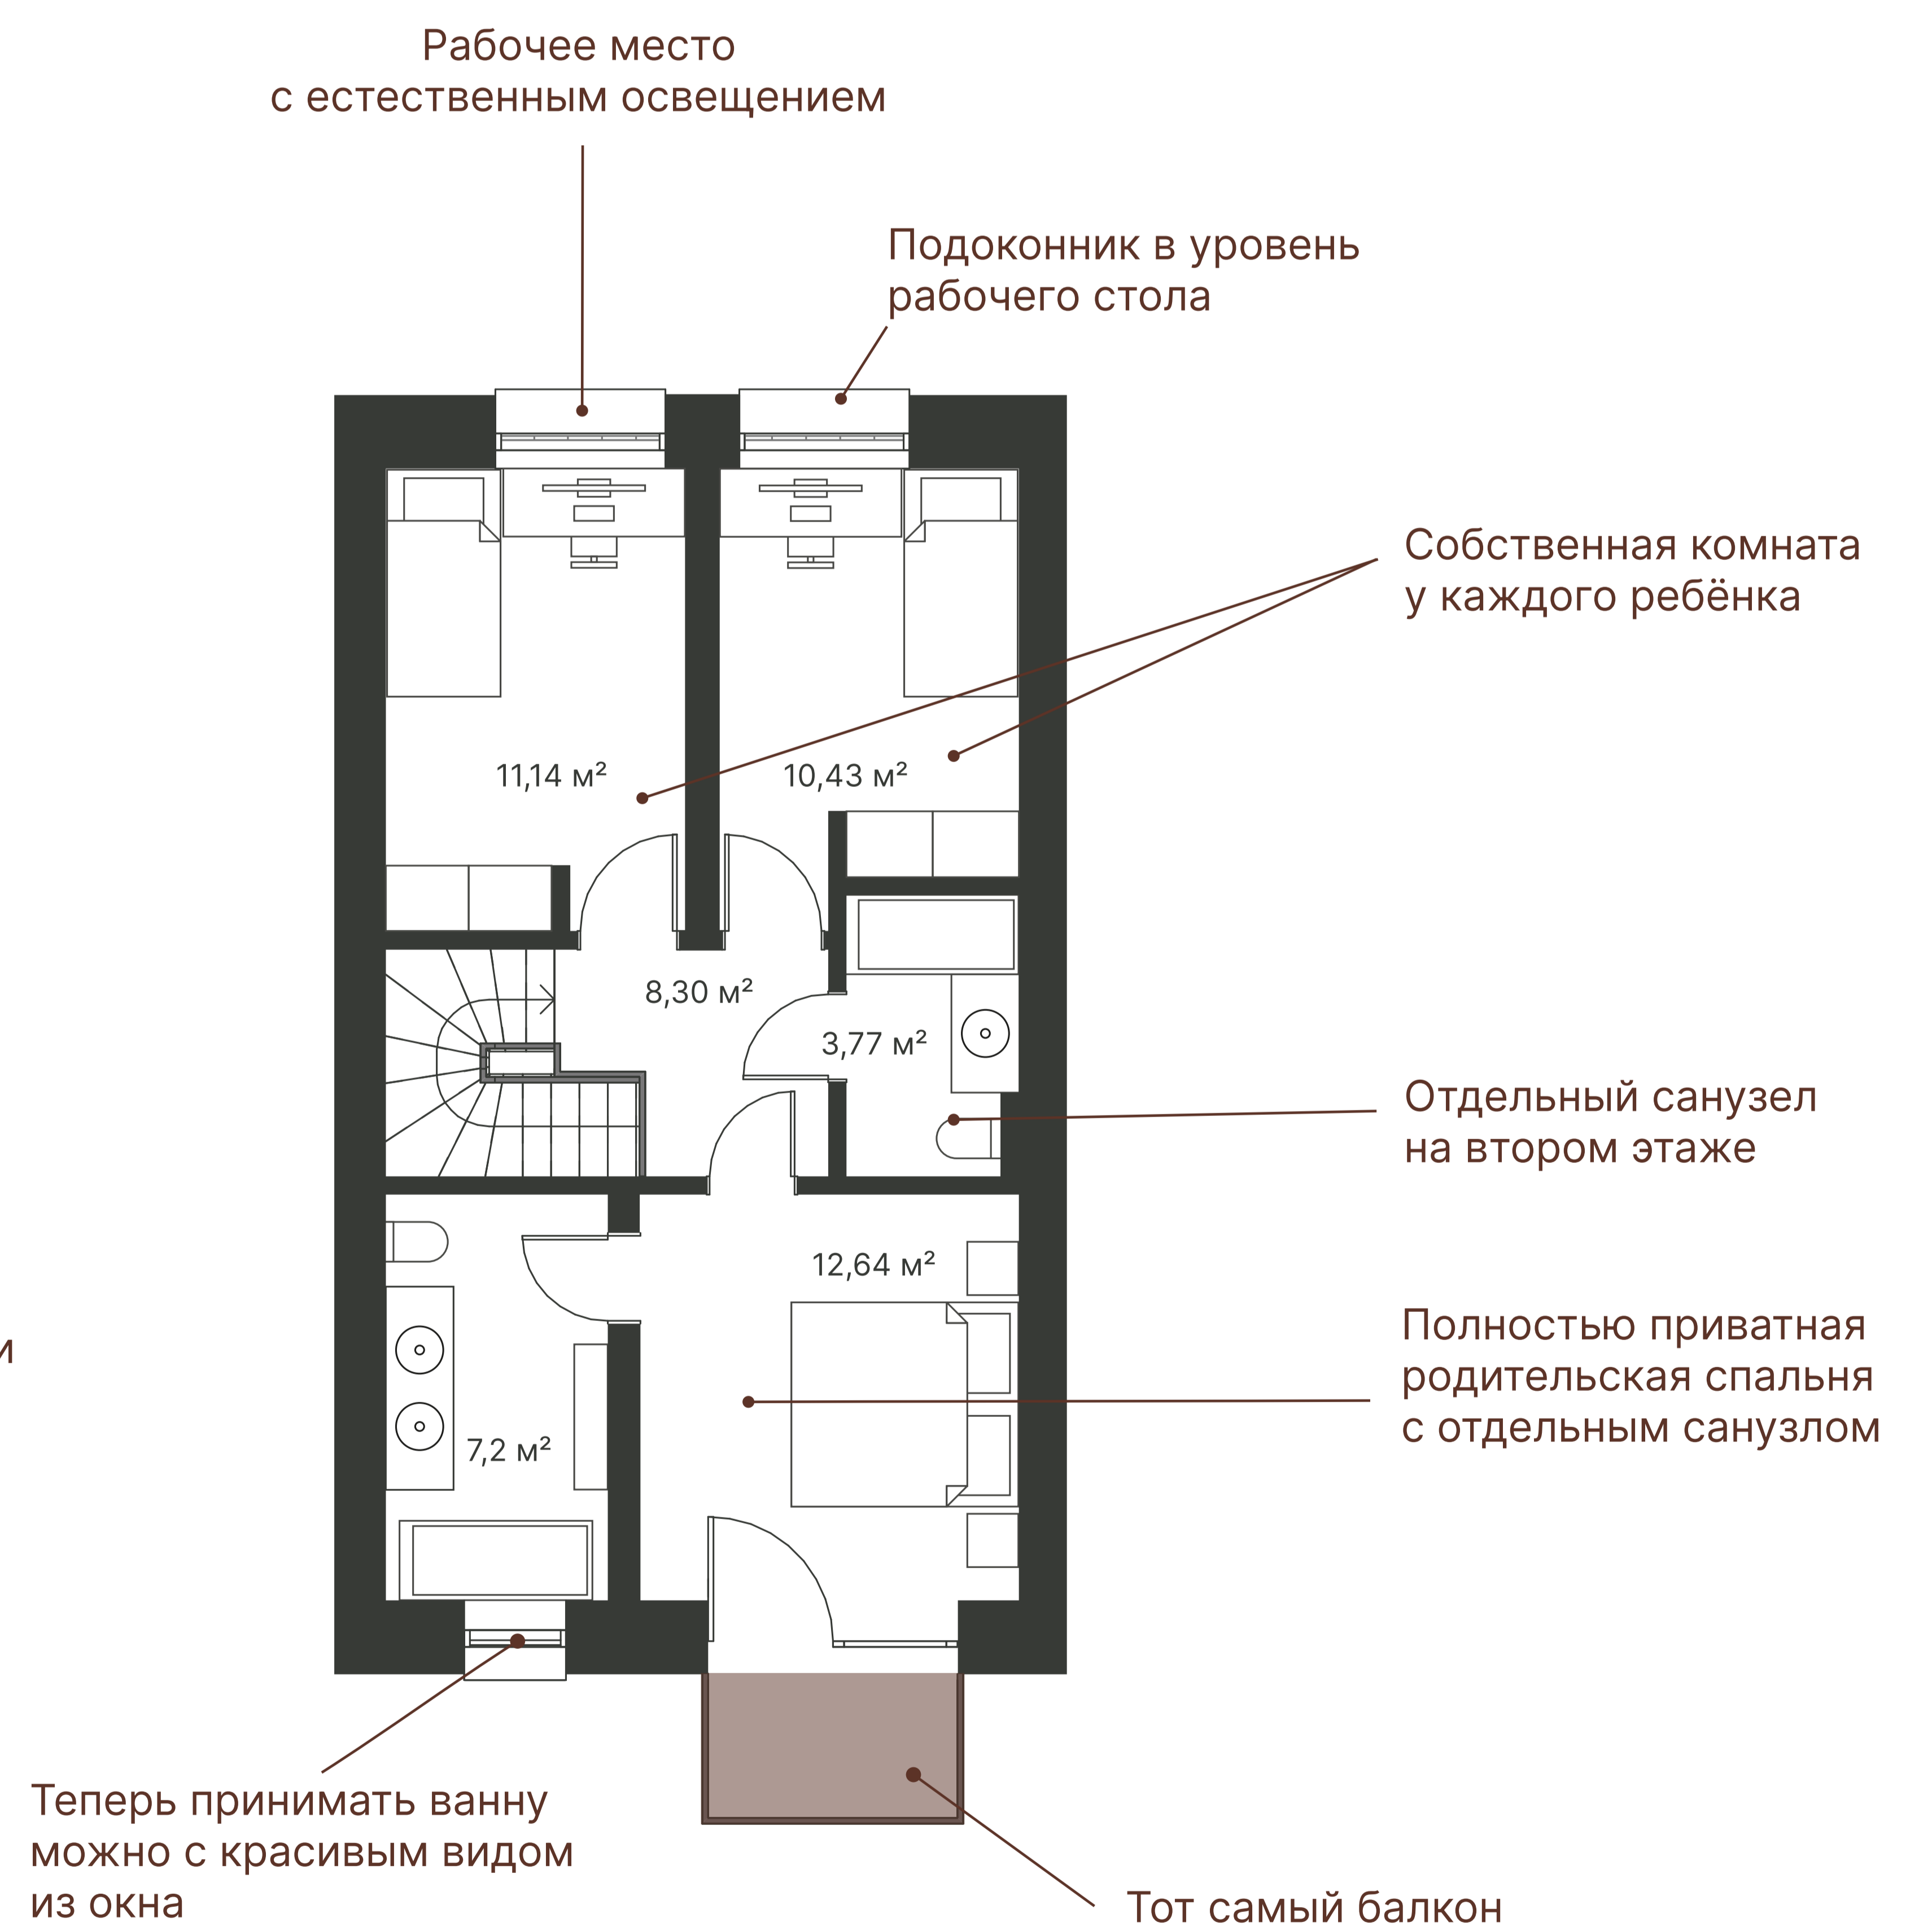 Рабочее место
с естественным освещением
Подоконник в уровень
рабочего стола
Собственная комната
у каждого ребёнка
11,14 м²
10,43 м²
8,30 м²
3,77 м²
Отдельный санузел
на втором этаже
12,64 м²
Полностью приватная
родительская спальня
с отдельным санузлом
7,2 м²
Теперь принимать ванну
можно с красивым видом
из окна
Тот самый балкон